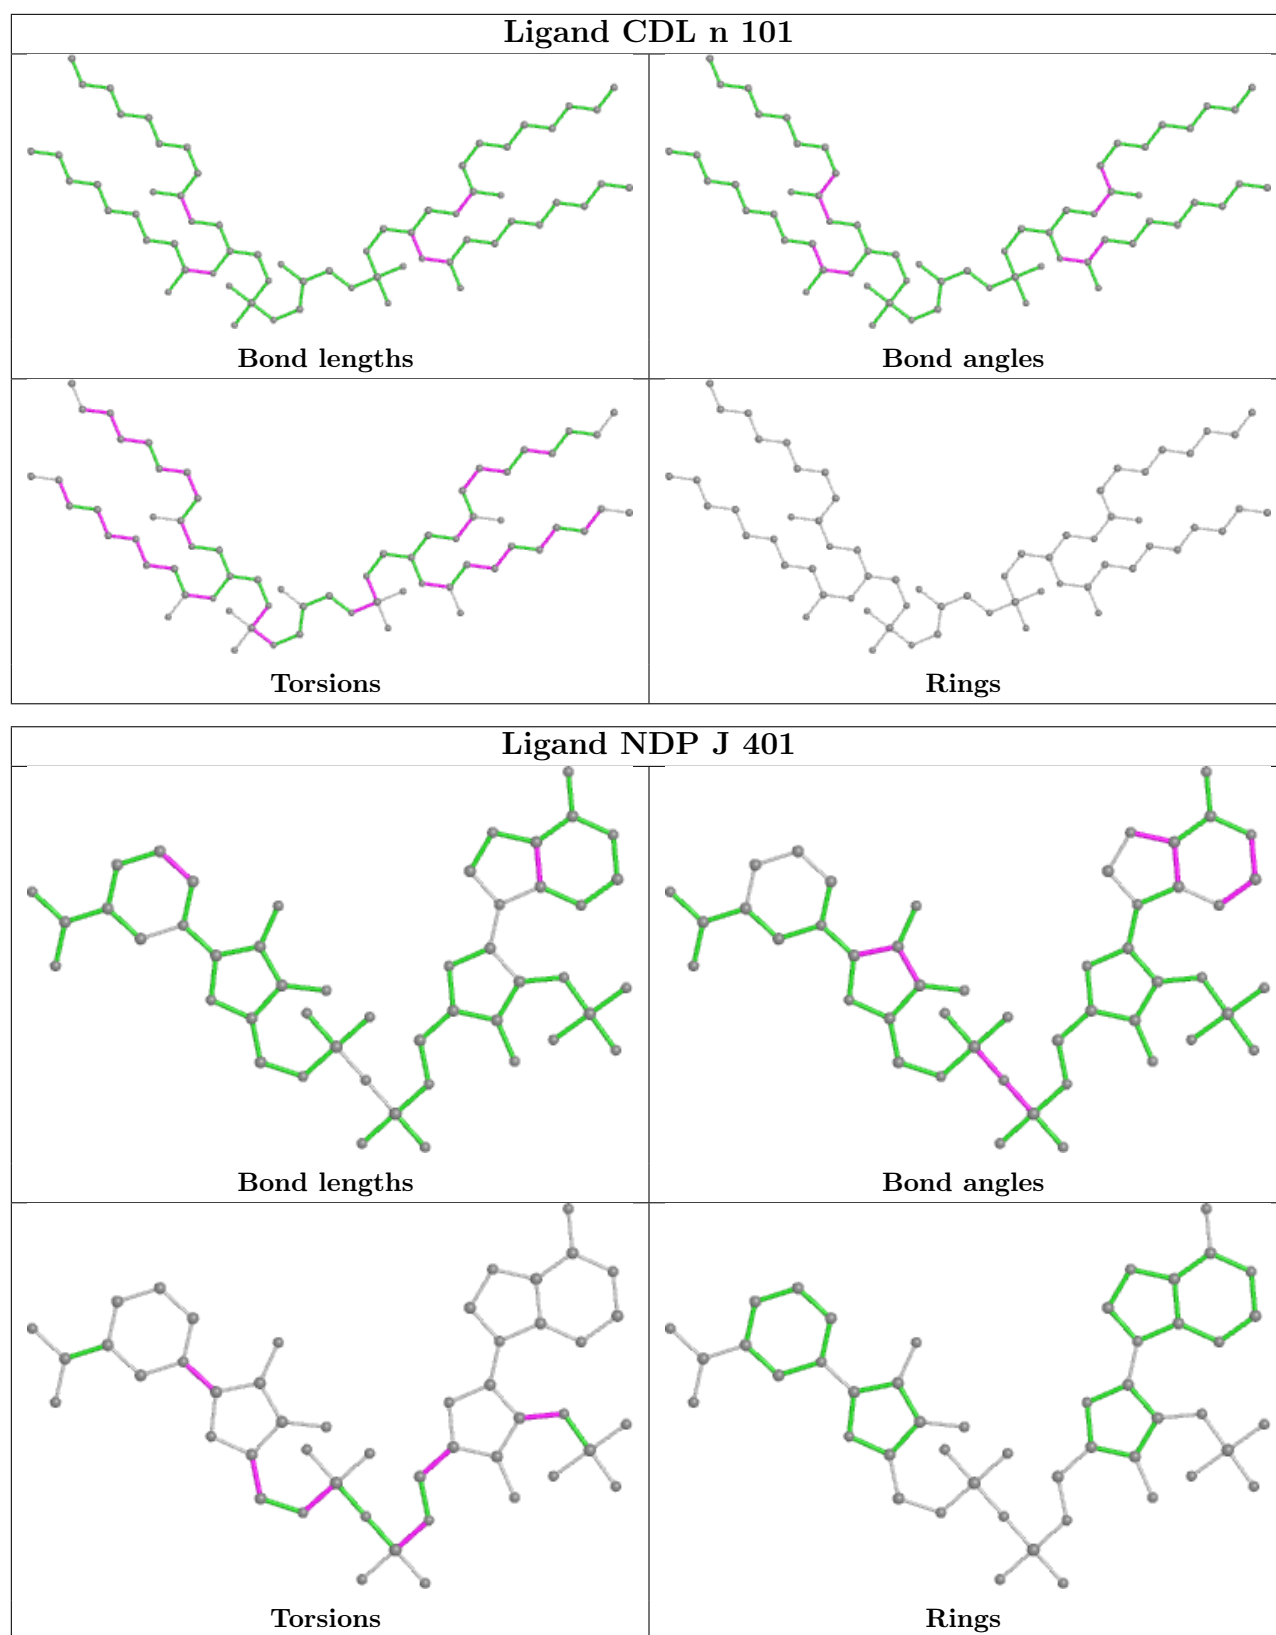 Ligand CDL n 101
Bond lengths
Bond angles
Torsions
Rings
Ligand NDP J 401
Bond lengths
Bond angles
Torsions
Rings